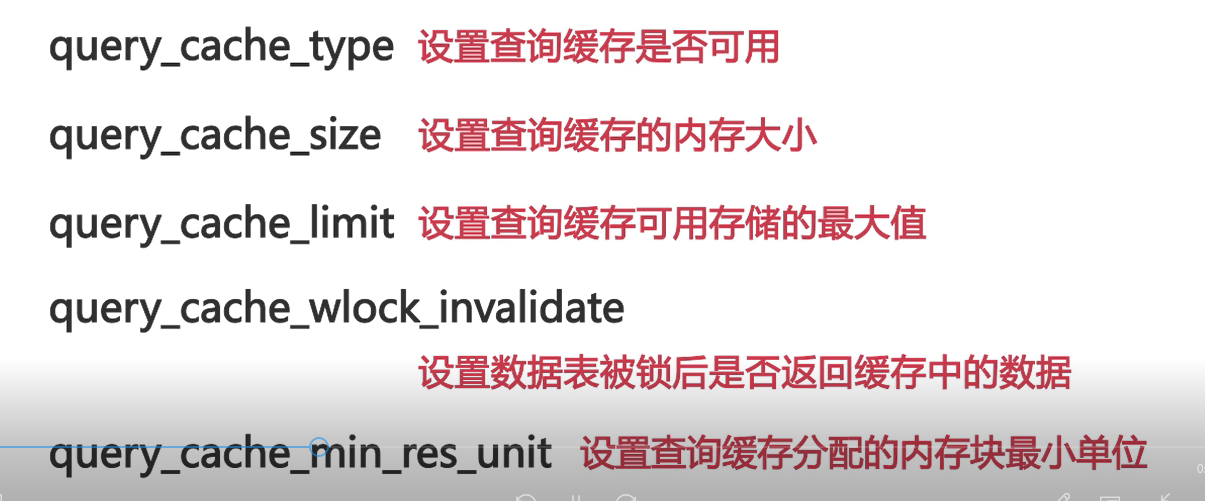 query_cache_type 设置查询缓存是否可用
query_cache_size 设置查询缓存的内存大小
query_cache_limit 设置查询缓存可用存储的最大值
query_cache_wlock_invalidate
设置数据表被锁后是否返回缓存中的数据
query_cache_min_res_unit 设置查询缓存分配的内存块最小单位